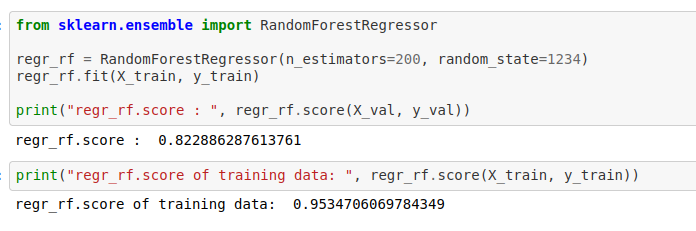 from sklearn.ensemble import RandomForestRegressor
regr_rf = RandomForestRegressor(n_estimators=200, random_state=1234)
regr_rf.fit(X_train, y_train)
print("regr_rf.score : ", regr_rf.score(X_val, y_val))
regr_rf.score :  0.822886287613761
print("regr_rf.score of training data: ", regr_rf.score(X_train, y_train))
regr_rf.score of training data:  0.9534706069784349